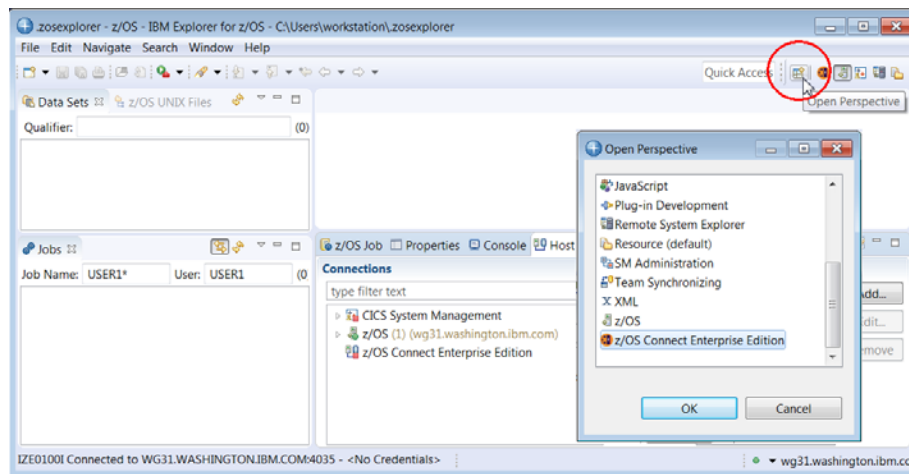 .zosexplorer - z/OS - IBM Explorer for z/OS - C:\Users\workstation\.zosexplorer
File Edit Navigate Search Window Help
Quick Access
Open Perspective
Data Sets z/OS UNIX Files
Qualifier: (0)
Open Perspective
JavaScript
Plug-in Development
Remote System Explorer
Resource (default)
SM Administration
Team Synchronizing
XML
z/OS
z/OS Connect Enterprise Edition
OK Cancel
Jobs
Job Name: USER1* User: USER1 (0
z/OS Job Properties Console Host
Connections
type filter text
CICS System Management
z/OS (1) (wg31.washington.ibm.com)
z/OS Connect Enterprise Edition
Add...
dit...
move
IZE0100I Connected to WG31.WASHINGTON.IBM.COM:4035 - <No Credentials>
wg31.washington.ibm.co